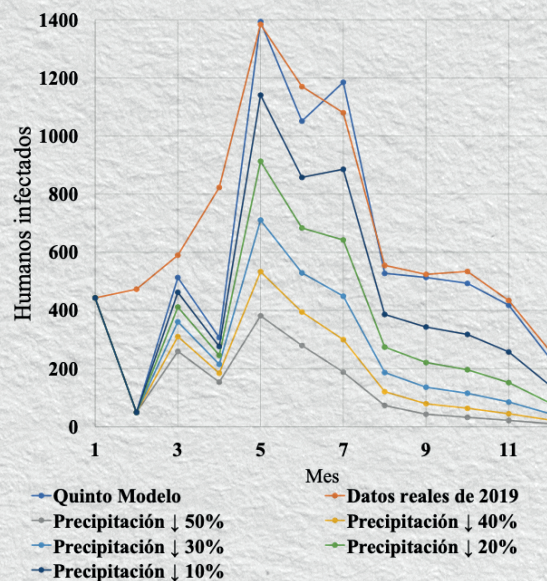 1400
1200
1000
800
600
400
200
0
Humanos infectados
1 3 5 7 9 11
Mes
Quinto Modelo Datos reales de 2019
Precipitación ↓ 50% Precipitación ↓ 40%
Precipitación ↓ 30% Precipitación ↓ 20%
Precipitación ↓ 10%